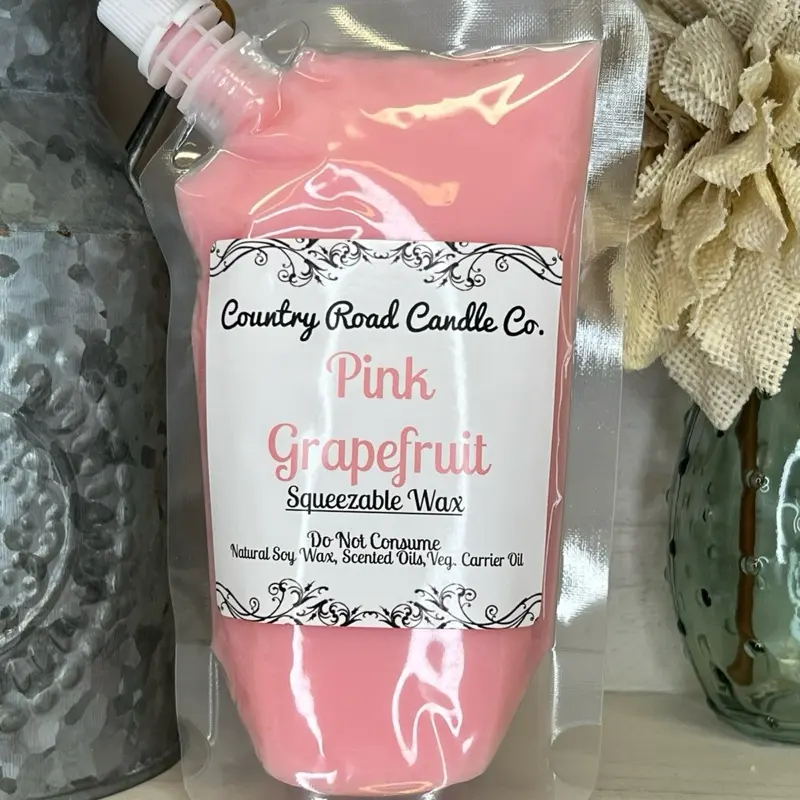 Country Road Candle Co.
Pink
Grapefruit
Squeezable Wax
Do Not Consume
Natural Soy Wax, Scented Oils, Veg. Carrier Oil